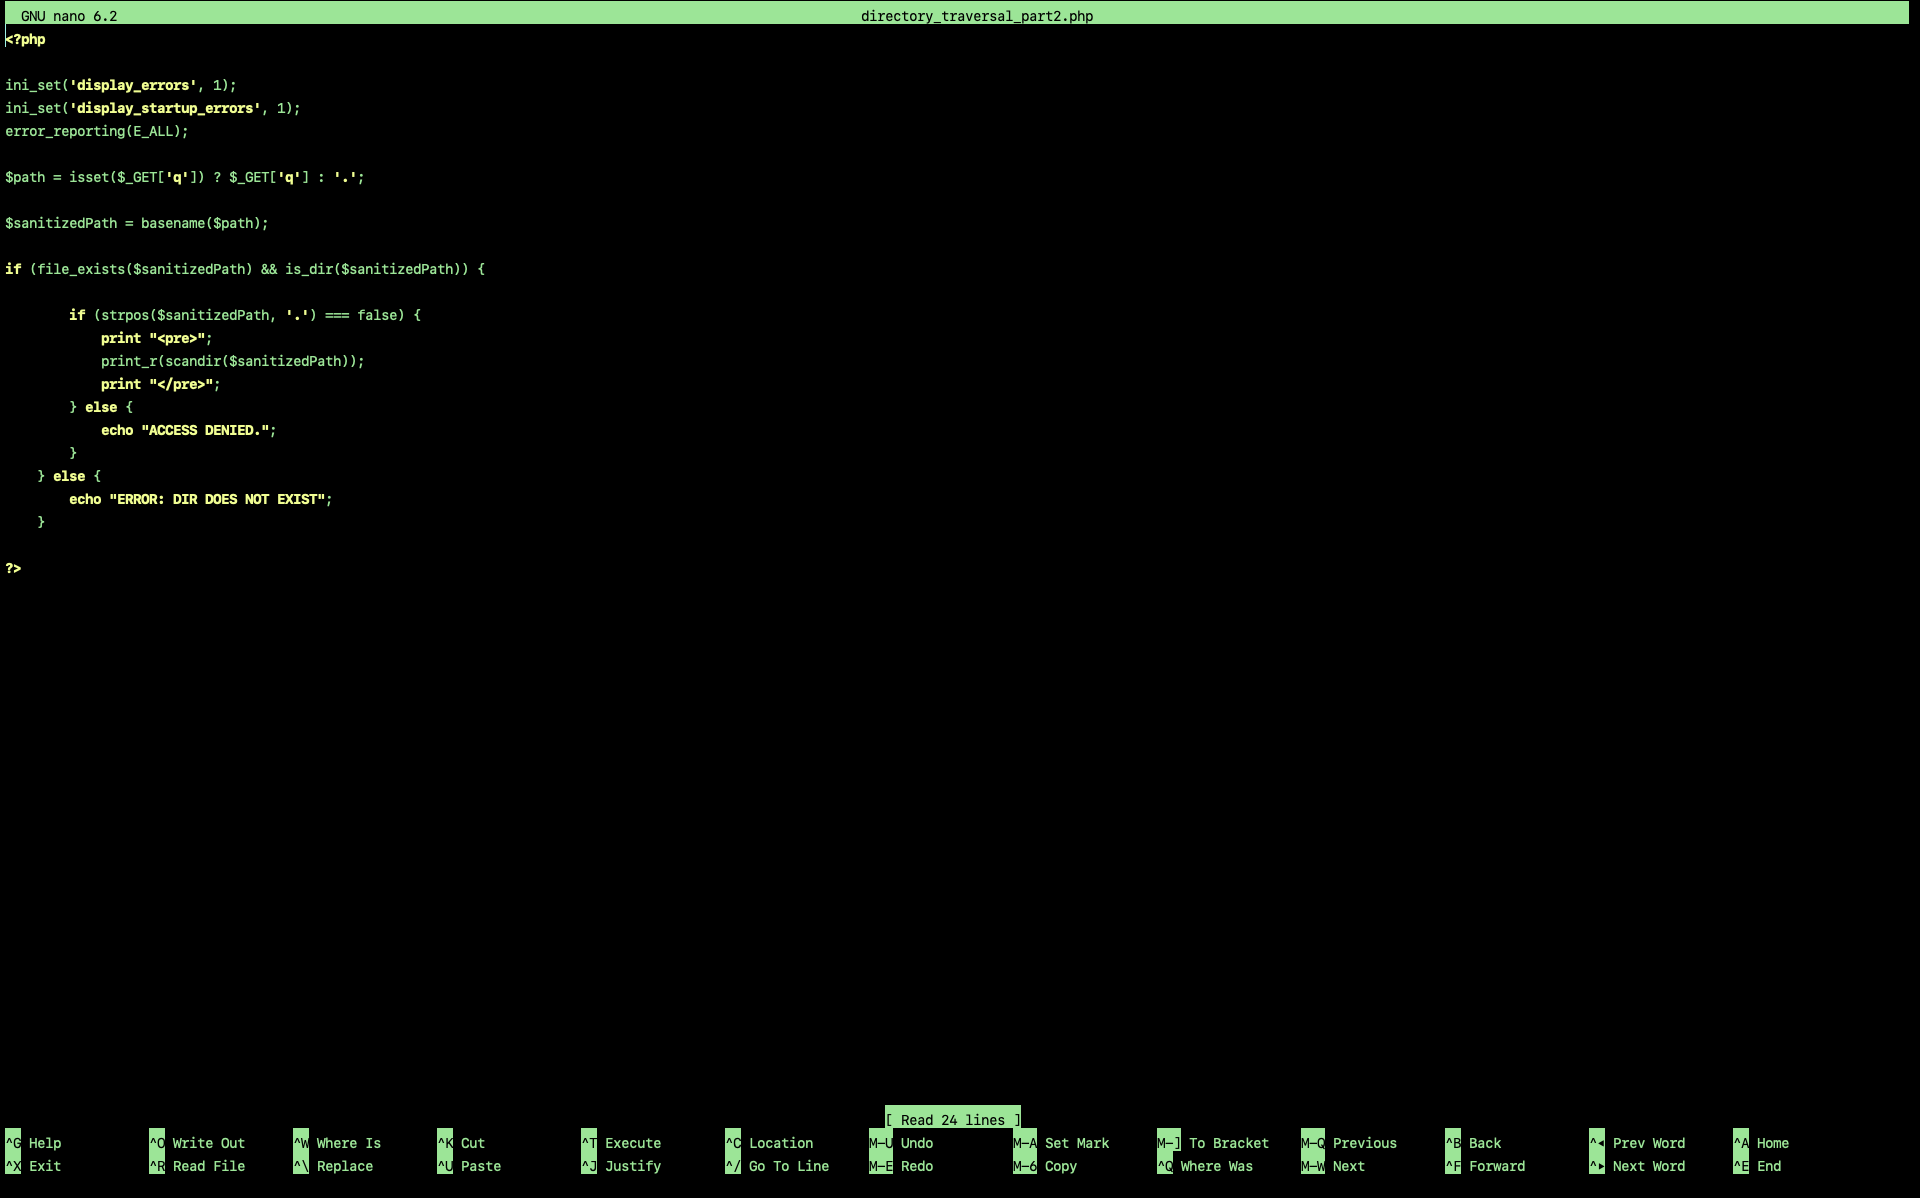 GNU nano 6.2 directory_traversal_part2.php
<?php
ini_set('display_errors', 1);
ini_set('display_startup_errors', 1);
error_reporting(E_ALL);
$path = isset($_GET['q']) ? $_GET['q'] : '.';
$sanitizedPath = basename($path);
if (file_exists($sanitizedPath) && is_dir($sanitizedPath)) {
        if (strpos($sanitizedPath, '.') === false) {
            print "<pre>";
            print_r(scandir($sanitizedPath));
            print "</pre>";
        } else {
            echo "ACCESS DENIED.";
        }
    } else {
        echo "ERROR: DIR DOES NOT EXIST";
    }
?>
[ Read 24 lines ]
^G Help ^O Write Out ^W Where Is ^K Cut ^T Execute ^C Location M-U Undo M-A Set Mark M-] To Bracket M-Q Previous ^B Back ^◂ Prev Word ^A Home
^X Exit ^R Read File ^\ Replace ^U Paste ^J Justify ^/ Go To Line M-E Redo M-6 Copy ^Q Where Was M-W Next ^F Forward ^▸ Next Word ^E End